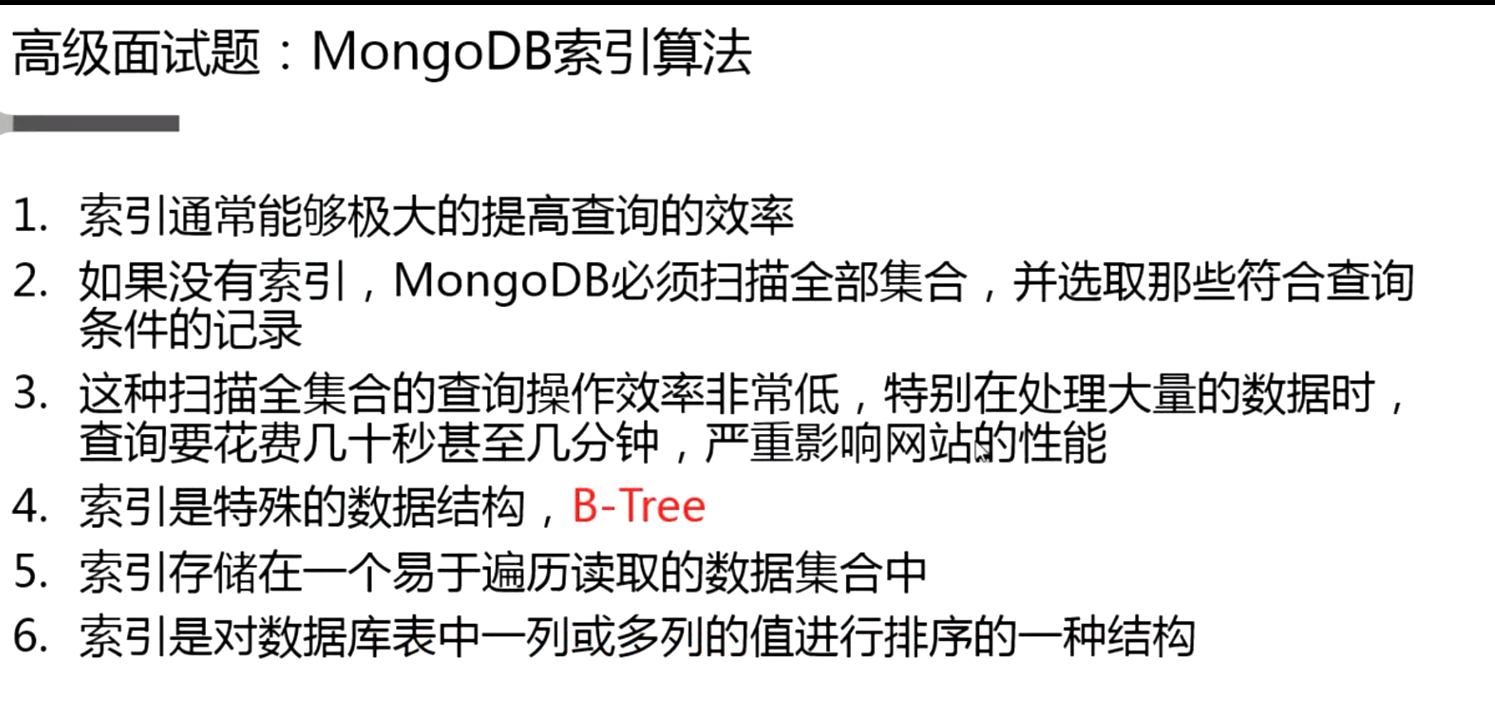 高级面试题：MongoDB索引算法
1. 索引通常能够极大的提高查询的效率
2. 如果没有索引，MongoDB必须扫描全部集合，并选取那些符合查询
条件的记录
3. 这种扫描全集合的查询操作效率非常低，特别在处理大量的数据时，
查询要花费几十秒甚至几分钟，严重影响网站的性能
4. 索引是特殊的数据结构，B-Tree
5. 索引存储在一个易于遍历读取的数据集合中
6. 索引是对数据库表中一列或多列的值进行排序的一种结构